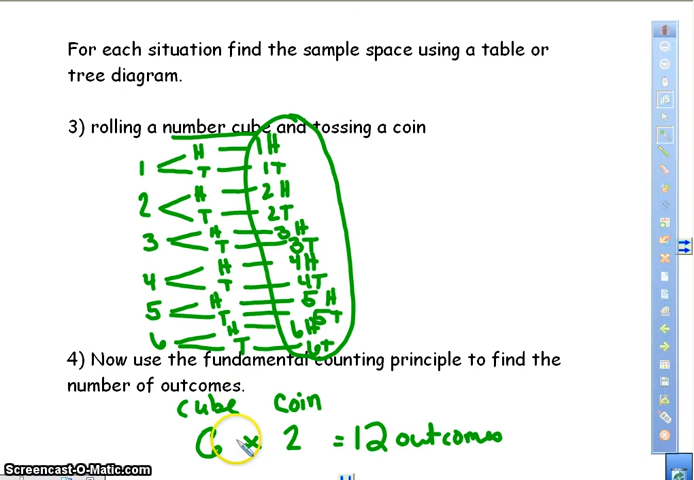 For each situation find the sample space using a table or
tree diagram.
3) rolling a number cube and tossing a coin
1 < H — 1H
T — 1T
2 < H — 2H
T — 2T
3 < H — 3H
T — 3T
4 < H — 4H
T — 4T
5 < H — 5H
T — 5T
6 < H — 6H
T — 6T
4) Now use the fundamental counting principle to find the
number of outcomes.
cube coin
6 × 2 = 12 outcomes
Screencast-O-Matic.com